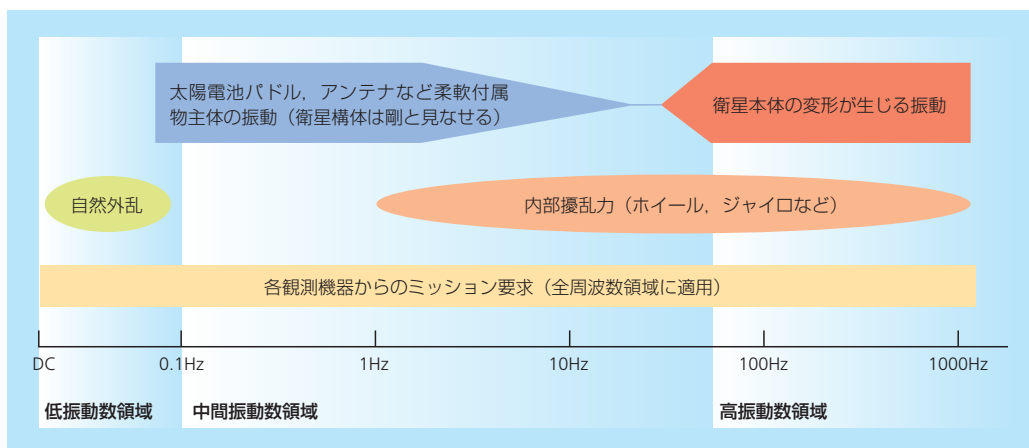 太陽電池パドル，アンテナなど柔軟付属
物主体の振動（衛星構体は剛と見なせる）
衛星本体の変形が生じる振動
自然外乱
内部擾乱力（ホイール，ジャイロなど）
各観測機器からのミッション要求（全周波数領域に適用）
DC
0.1Hz
1Hz
10Hz
100Hz
1000Hz
低振動数領域
中間振動数領域
高振動数領域